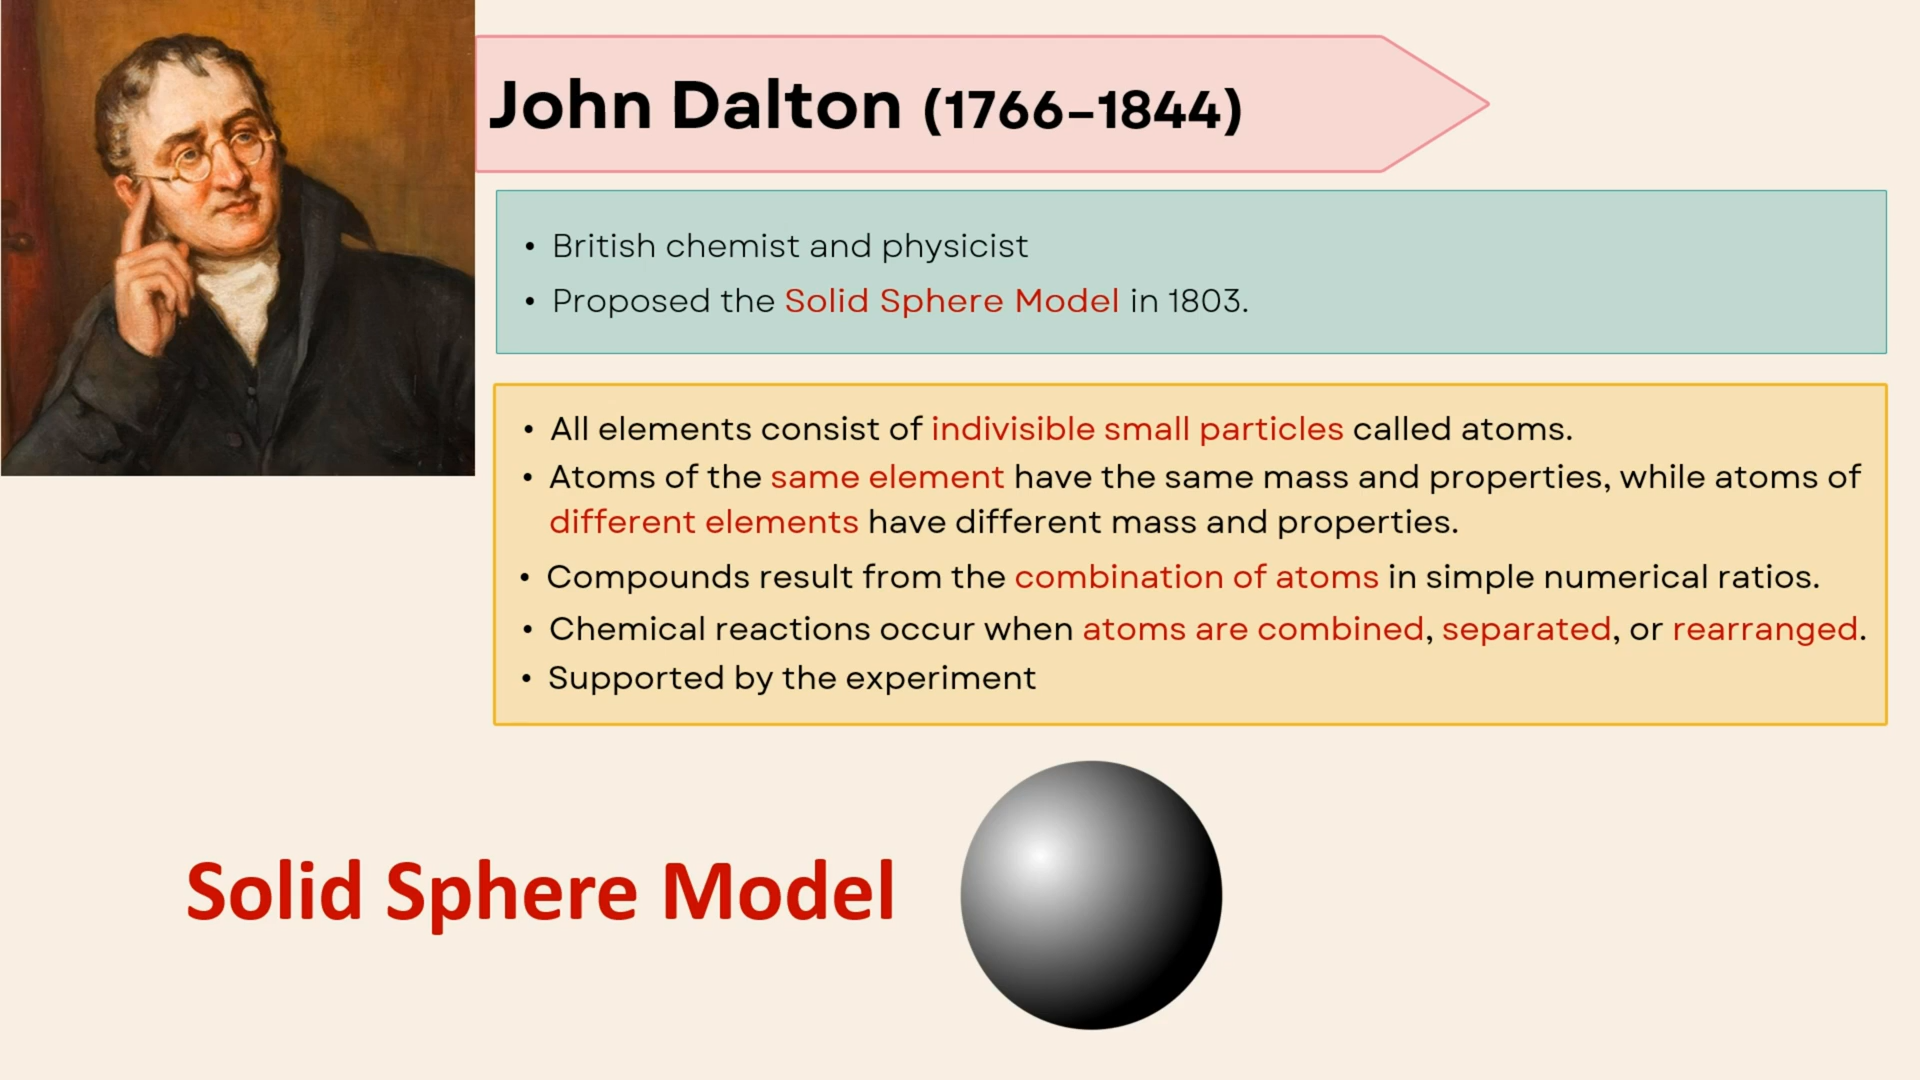 John Dalton (1766–1844)
• British chemist and physicist
• Proposed the Solid Sphere Model in 1803.
• All elements consist of indivisible small particles called atoms.
• Atoms of the same element have the same mass and properties, while atoms of
different elements have different mass and properties.
• Compounds result from the combination of atoms in simple numerical ratios.
• Chemical reactions occur when atoms are combined, separated, or rearranged.
• Supported by the experiment
Solid Sphere Model